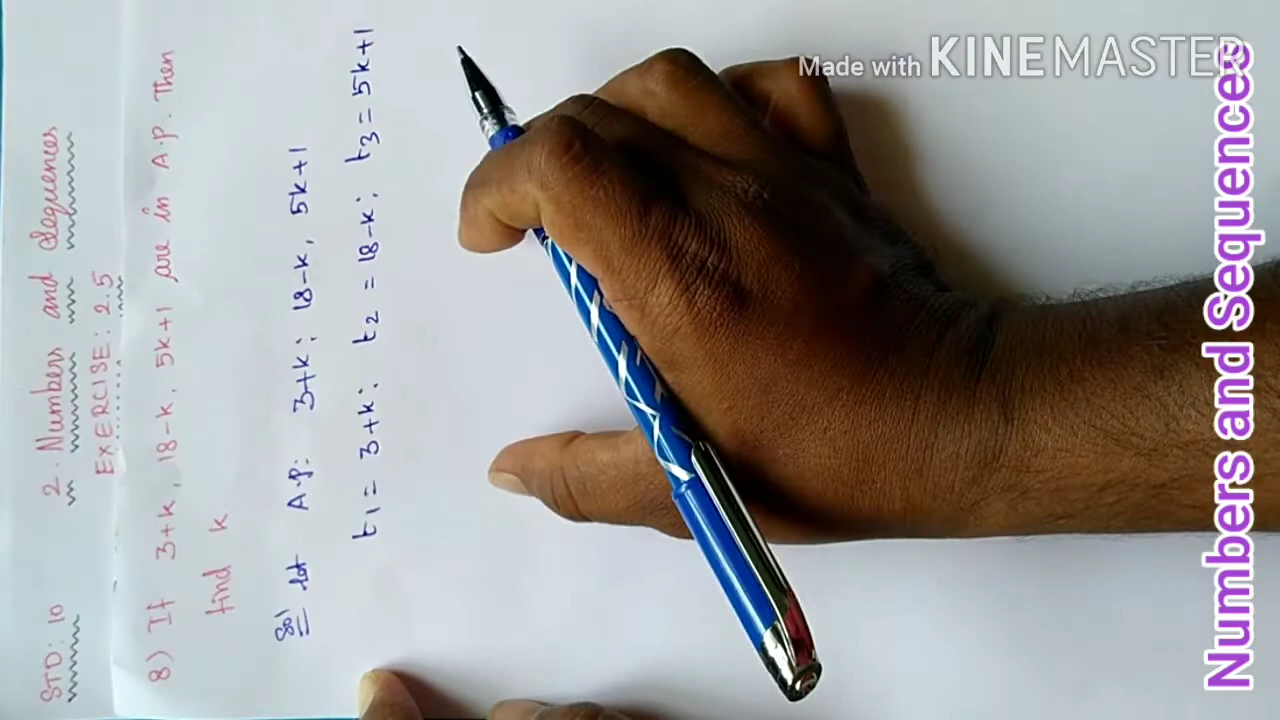 STD: 10 2. Numbers and Sequences
EXERCISE: 2.5
8) If 3+k, 18-k, 5k+1 are in A.P. Then
find k
Sol Let A.P: 3+k; 18-k, 5k+1
t1 = 3+k; t2 = 18-k; t3 = 5k+1
Made with KINEMASTER
Numbers and Sequences